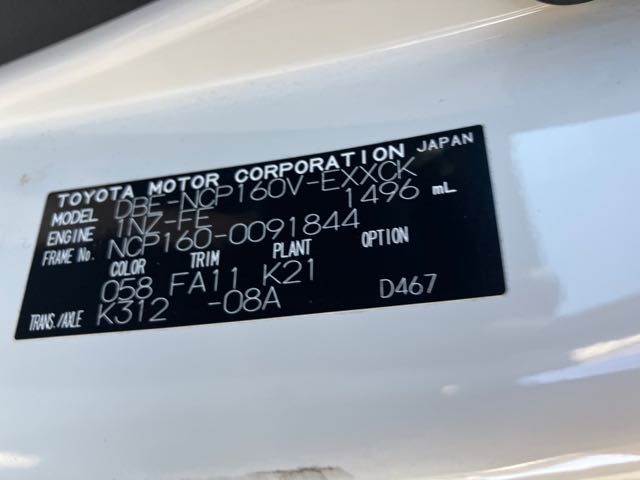 TOYOTA MOTOR CORPORATION JAPAN
MODEL DBE-NCP160V-EXXCK
ENGINE 1NZ-FE 1496 mL
FRAME No. NCP160-0091844
COLOR TRIM PLANT OPTION
058 FA11 K21
TRANS./AXLE K312 -08A D467